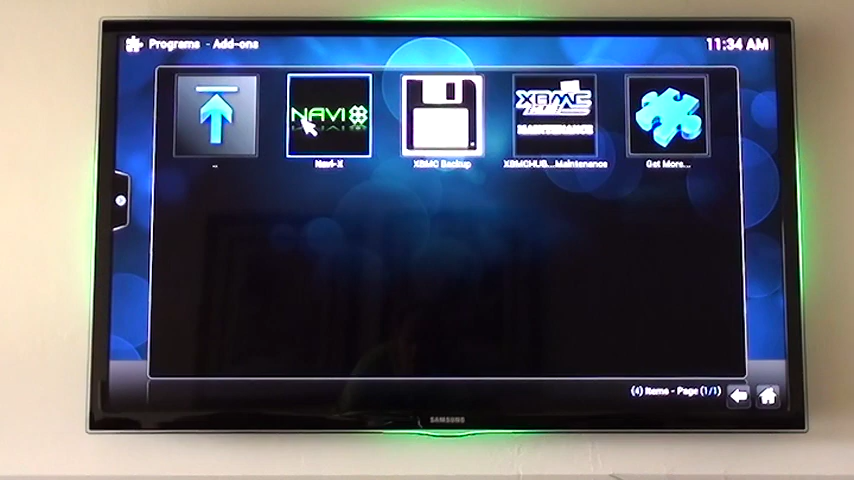 Programs - Add-ons
11:34 AM
NAVI
XBMC
MAINTENANCE
..
Navi-X
XBMC Backup
XBMCHUB...Maintenance
Get More...
(4) Items - Page (1/1)
SAMSUNG